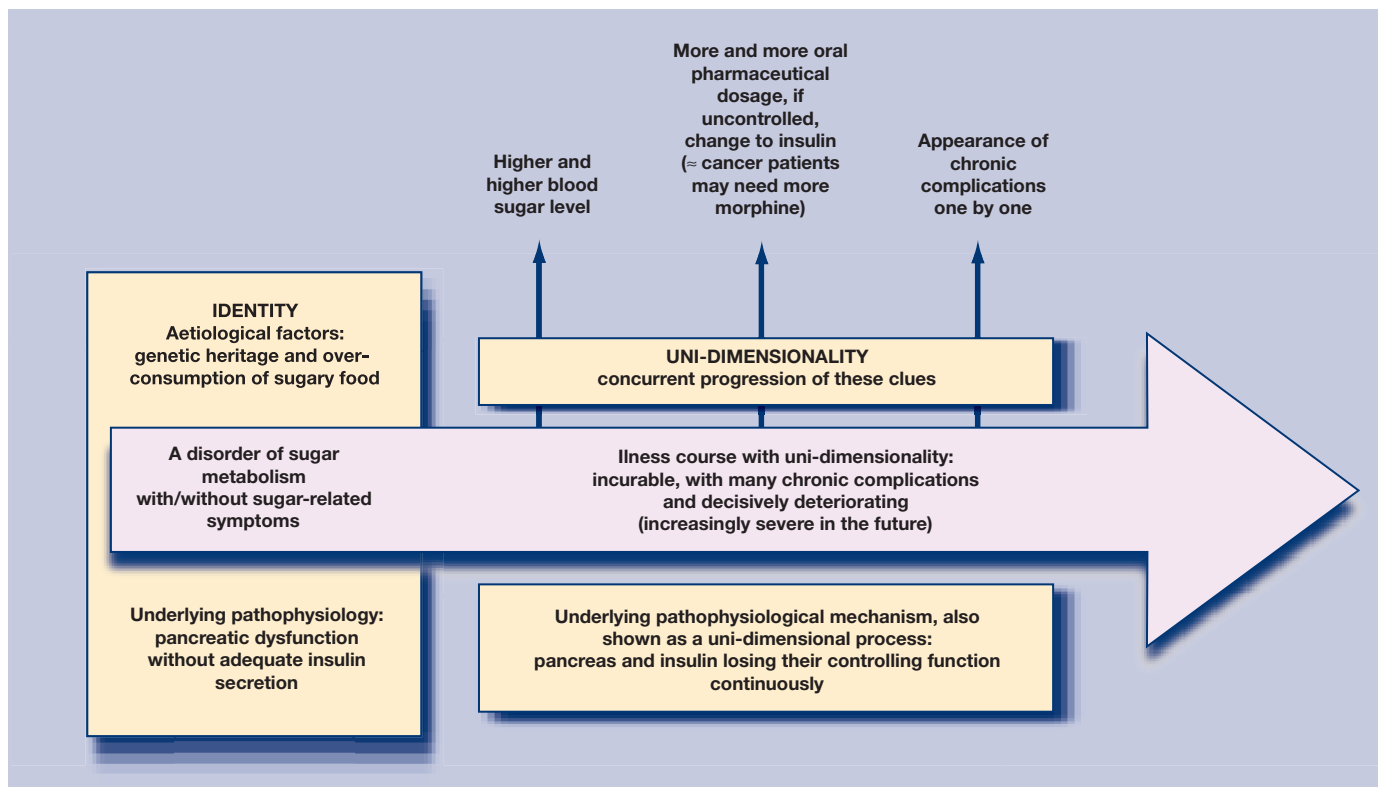 More and more oral
pharmaceutical
dosage, if
uncontrolled,
change to insulin
(≈ cancer patients
may need more
morphine)
Higher and
higher blood
sugar level
Appearance of
chronic
complications
one by one
IDENTITY
Aetiological factors:
genetic heritage and over-
consumption of sugary food
UNI-DIMENSIONALITY
concurrent progression of these clues
A disorder of sugar
metabolism
with/without sugar-related
symptoms
Ilness course with uni-dimensionality:
incurable, with many chronic complications
and decisively deteriorating
(increasingly severe in the future)
Underlying pathophysiology:
pancreatic dysfunction
without adequate insulin
secretion
Underlying pathophysiological mechanism, also
shown as a uni-dimensional process:
pancreas and insulin losing their controlling function
continuously